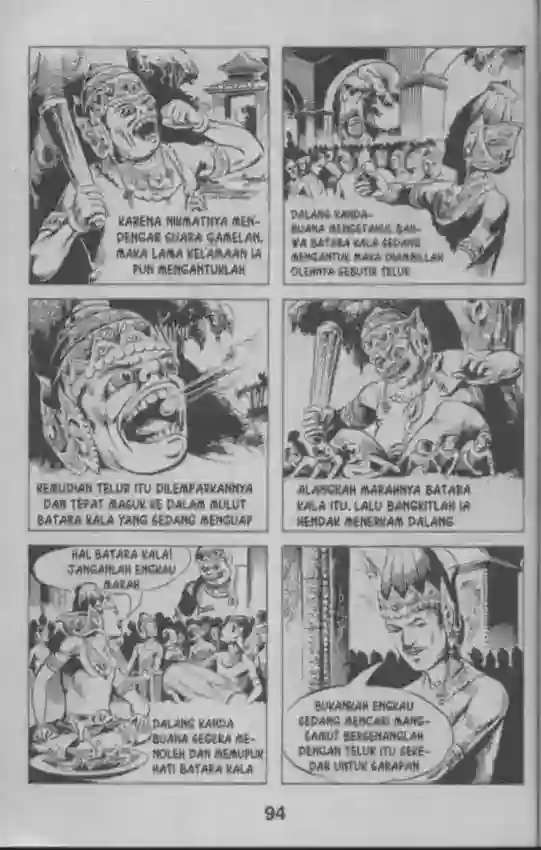 KARENA NIKMATNYA MEN-
DENGAR SUARA GAMELAN,
MAKA LAMA KELAMAAN IA
PUN MENGANTUKLAH
DALANG KANDA-
BUANA MENGETAHUI, BAH-
WA BATARA KALA SEDANG
MENGANTUK MAKA DIAMBILLAH
OLEHNYA SEBUTIR TELUR
KEMUDIAN TELUR ITU DILEMPARKANNYA
DAN TEPAT MASUK KE DALAM MULUT
BATARA KALA YANG SEDANG MENGUAP
ALANGKAH MARAHNYA BATARA
KALA ITU. LALU BANGKITLAH IA
HENDAK MENERKAM DALANG
HAI, BATARA KALA!
JANGANLAH ENGKAU
MARAH
DALANG KANDA
BUANA SEGERA ME-
NOLEH DAN MEMUPUK
HATI BATARA KALA
BUKANKAH ENGKAU
SEDANG MENCARI MANG-
SAMU? BERSENANGLAH
DENGAN TELUR ITU SEKE-
DAR UNTUK SARAPAN
94